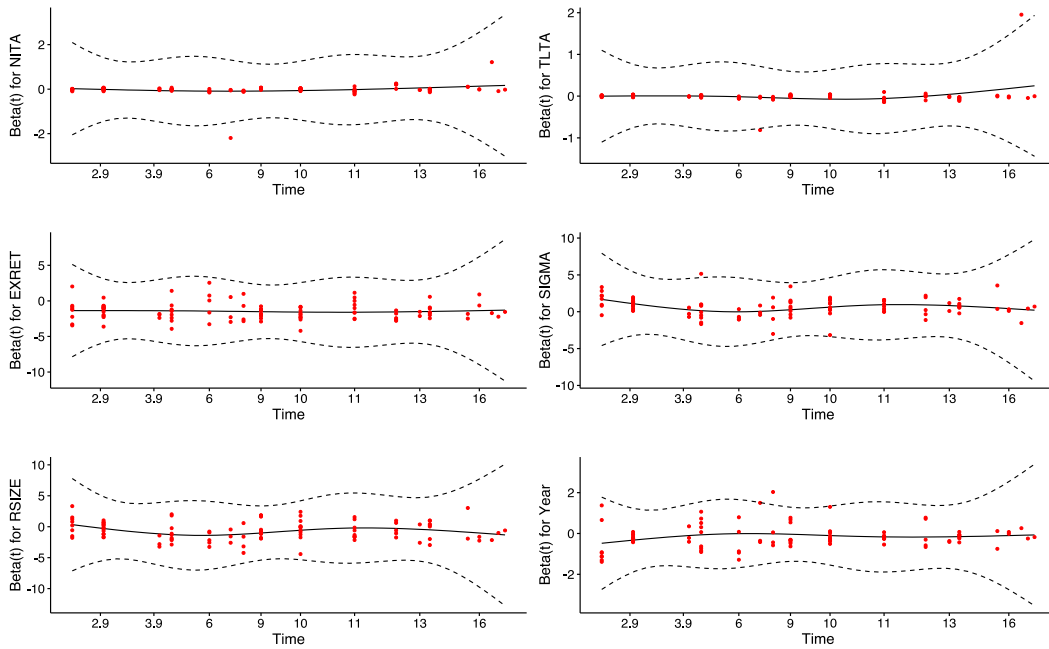 Beta(t) for NITA
2
0
-2
2.9 3.9 6 9 10 11 13 16
Time
Beta(t) for TLTA
2
1
0
-1
2.9 3.9 6 9 10 11 13 16
Time
Beta(t) for EXRET
5
0
-5
-10
2.9 3.9 6 9 10 11 13 16
Time
Beta(t) for SIGMA
10
5
0
-5
-10
2.9 3.9 6 9 10 11 13 16
Time
Beta(t) for RSIZE
10
5
0
-5
-10
2.9 3.9 6 9 10 11 13 16
Time
Beta(t) for Year
2
0
-2
2.9 3.9 6 9 10 11 13 16
Time